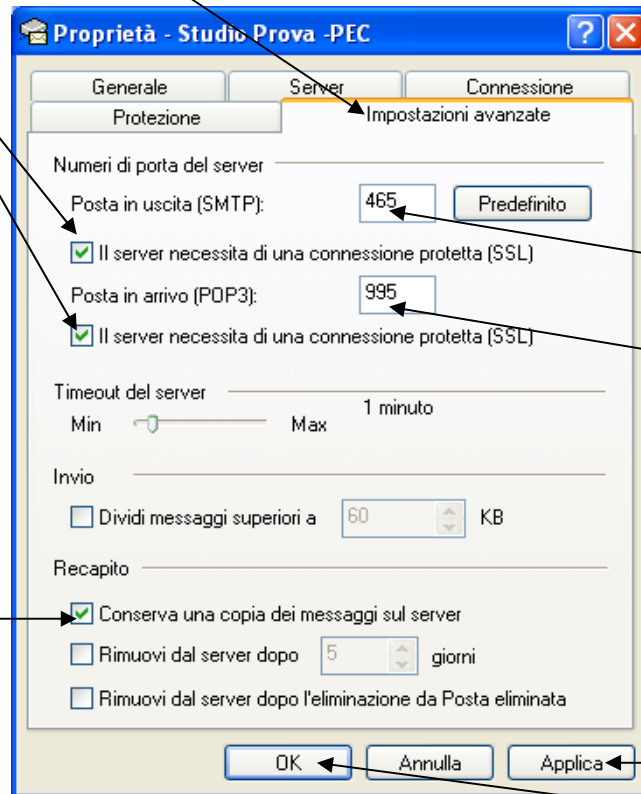 Proprietà - Studio Prova -PEC
Generale Server Connessione
Protezione Impostazioni avanzate
Numeri di porta del server
Posta in uscita (SMTP): 465 Predefinito
Il server necessita di una connessione protetta (SSL)
Posta in arrivo (POP3): 995
Il server necessita di una connessione protetta (SSL)
Timeout del server
Min Max 1 minuto
Invio
Dividi messaggi superiori a 60 KB
Recapito
Conserva una copia dei messaggi sul server
Rimuovi dal server dopo 5 giorni
Rimuovi dal server dopo l'eliminazione da Posta eliminata
OK Annulla Applica